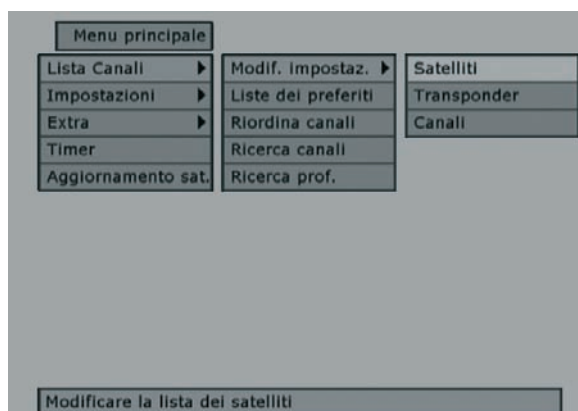 Menu principale
Lista Canali
Impostazioni
Extra
Timer
Aggiornamento sat.
Modif. impostaz.
Liste dei preferiti
Riordina canali
Ricerca canali
Ricerca prof.
Satelliti
Transponder
Canali
Modificare la lista dei satelliti